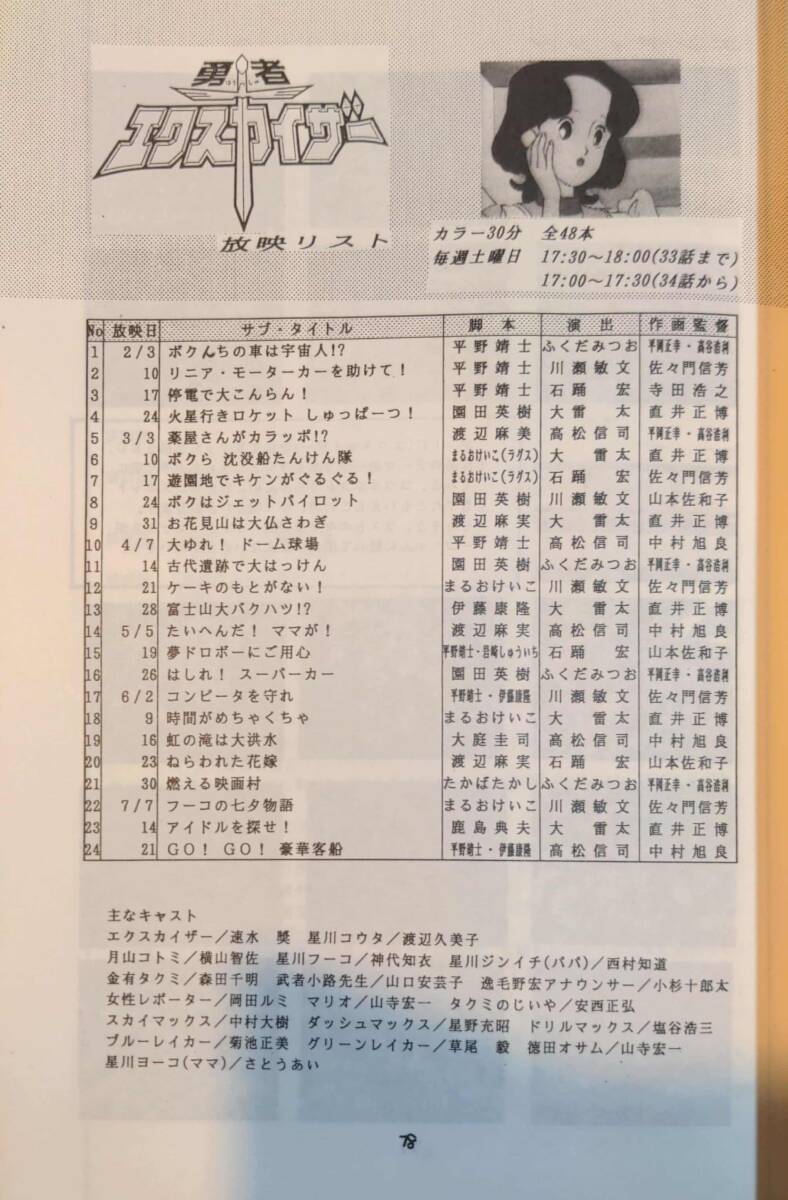 勇者
ゆうしゃ
エクスカイザー
放映リスト
カラー30分 全48本
毎週土曜日 17:30～18:00(33話まで)
17:00～17:30(34話から)
No 放映日 サブ・タイトル 脚本 演出 作画監督
1 2/3 ボクんちの車は宇宙人!? 平野靖士 ふくだみつお 平岡正幸・高谷浩利
2 10 リニア・モーターカーを助けて！ 平野靖士 川瀬敏文 佐々門信芳
3 17 停電で大こんらん！ 平野靖士 石踊 宏 寺田浩之
4 24 火星行きロケット しゅっぱーつ！ 園田英樹 大雷 太 直井正博
5 3/3 薬屋さんがカラッポ!? 渡辺麻美 高松信司 平岡正幸・高谷浩利
6 10 ボクら 沈没船たんけん隊 まるおけいこ(ラグス) 大 雷太 直井正博
7 17 遊園地でキケンがぐるぐる！ まるおけいこ(ラグス) 石踊 宏 佐々門信芳
8 24 ボクはジェットパイロット 園田英樹 川瀬敏文 山本佐和子
9 31 お花見山は大仏さわぎ 渡辺麻実 大 雷太 直井正博
10 4/7 大ゆれ！ ドーム球場 平野靖士 高松信司 中村旭良
11 14 古代遺跡で大はっけん 園田英樹 ふくだみつお 平岡正幸・高谷浩利
12 21 ケーキのもとがない！ まるおけいこ 川瀬敏文 佐々門信芳
13 28 富士山大バクハツ!? 伊藤康隆 大 雷太 直井正博
14 5/5 たいへんだ！ ママが！ 渡辺麻実 高松信司 中村旭良
15 19 夢ドロボーにご用心 平野靖士・岩崎しゅういち 石踊 宏 山本佐和子
16 26 はしれ！ スーパーカー 園田英樹 ふくだみつお 平岡正幸・高谷浩利
17 6/2 コンピータを守れ 平野靖士・伊藤康隆 川瀬敏文 佐々門信芳
18 9 時間がめちゃくちゃ まるおけいこ 大 雷太 直井正博
19 16 虹の滝は大洪水 大庭圭司 高松信司 中村旭良
20 23 ねらわれた花嫁 渡辺麻実 石踊 宏 山本佐和子
21 30 燃える映画村 たかばたかし ふくだみつお 平岡正幸・高谷浩利
22 7/7 フーコの七夕物語 まるおけいこ 川瀬敏文 佐々門信芳
23 14 アイドルを探せ！ 鹿島典夫 大 雷太 直井正博
24 21 ＧＯ！ ＧＯ！ 豪華客船 平野靖士・伊藤康隆 高松信司 中村旭良
主なキャスト
エクスカイザー／速水 奬 星川コウタ／渡辺久美子
月山コトミ／横山智佐 星川フーコ／神代知衣 星川ジンイチ(パパ)／西村知道
金有タクミ／森田千明 武者小路先生／山口安芸子 逸毛野宏アナウンサー／小杉十郎太
女性レポーター／岡田ルミ マリオ／山寺宏一 タクミのじいや／安西正弘
スカイマックス／中村大樹 ダッシュマックス／星野充昭 ドリルマックス／塩谷浩三
ブルーレイカー／菊池正美 グリーンレイカー／草尾 毅 徳田オサム／山寺宏一
星川ヨーコ(ママ)／さとうあい
78